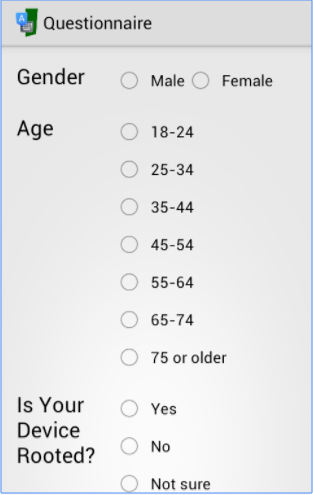 Questionnaire
Gender
Male Female
Age
18-24
25-34
35-44
45-54
55-64
65-74
75 or older
Is Your
Device
Rooted?
Yes
No
Not sure